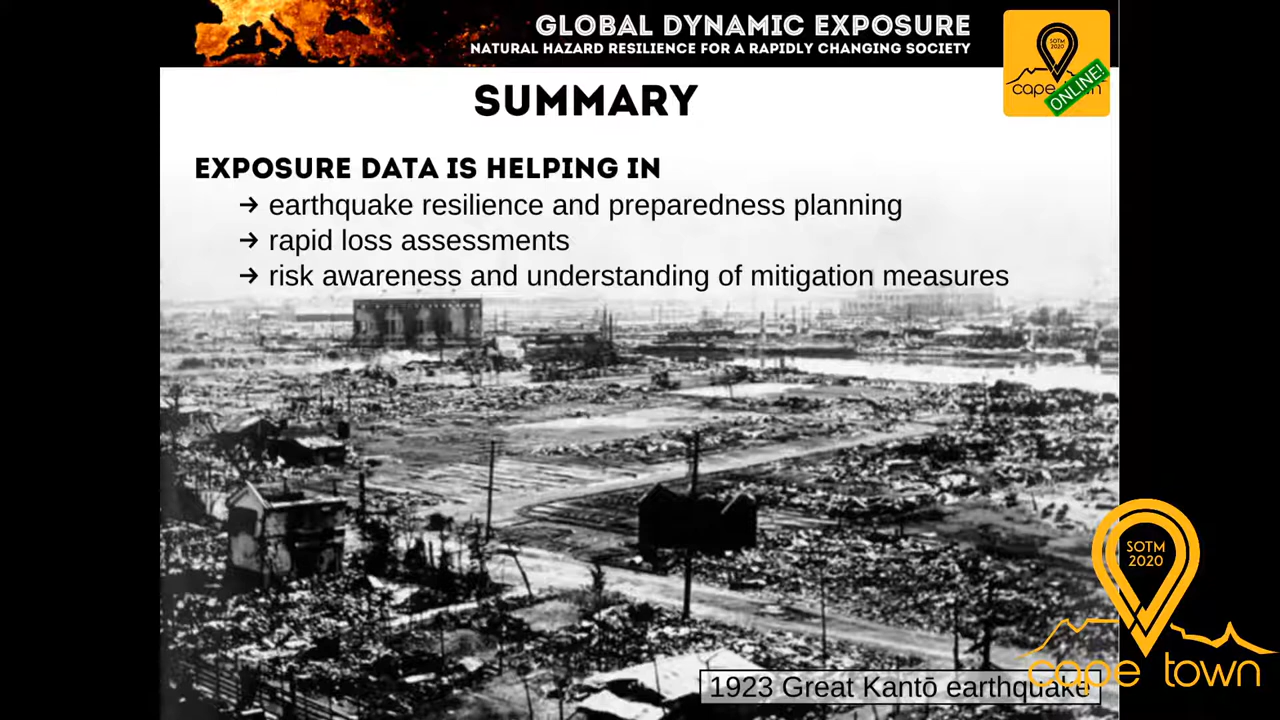 GLOBAL DYNAMIC EXPOSURE
NATURAL HAZARD RESILIENCE FOR A RAPIDLY CHANGING SOCIETY
SOTM
2020
cape town
ONLINE!
SUMMARY
EXPOSURE DATA IS HELPING IN
→ earthquake resilience and preparedness planning
→ rapid loss assessments
→ risk awareness and understanding of mitigation measures
SOTM
2020
cape town
1923 Great Kantō earthquake